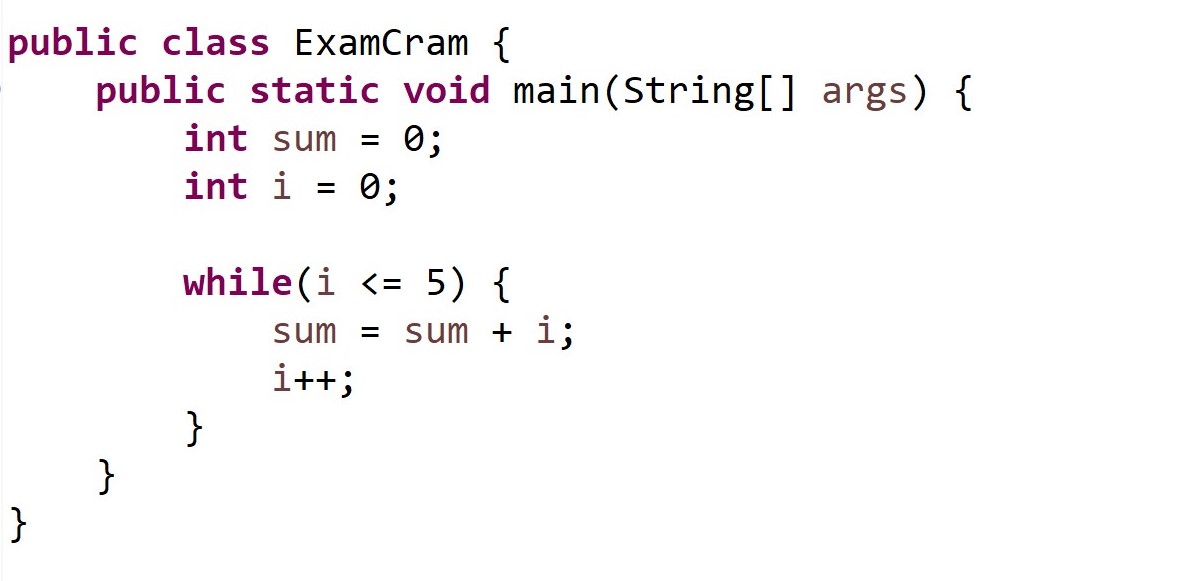 public class ExamCram {
    public static void main(String[] args) {
        int sum = 0;
        int i = 0;

        while(i <= 5) {
            sum = sum + i;
            i++;
        }
    }
}